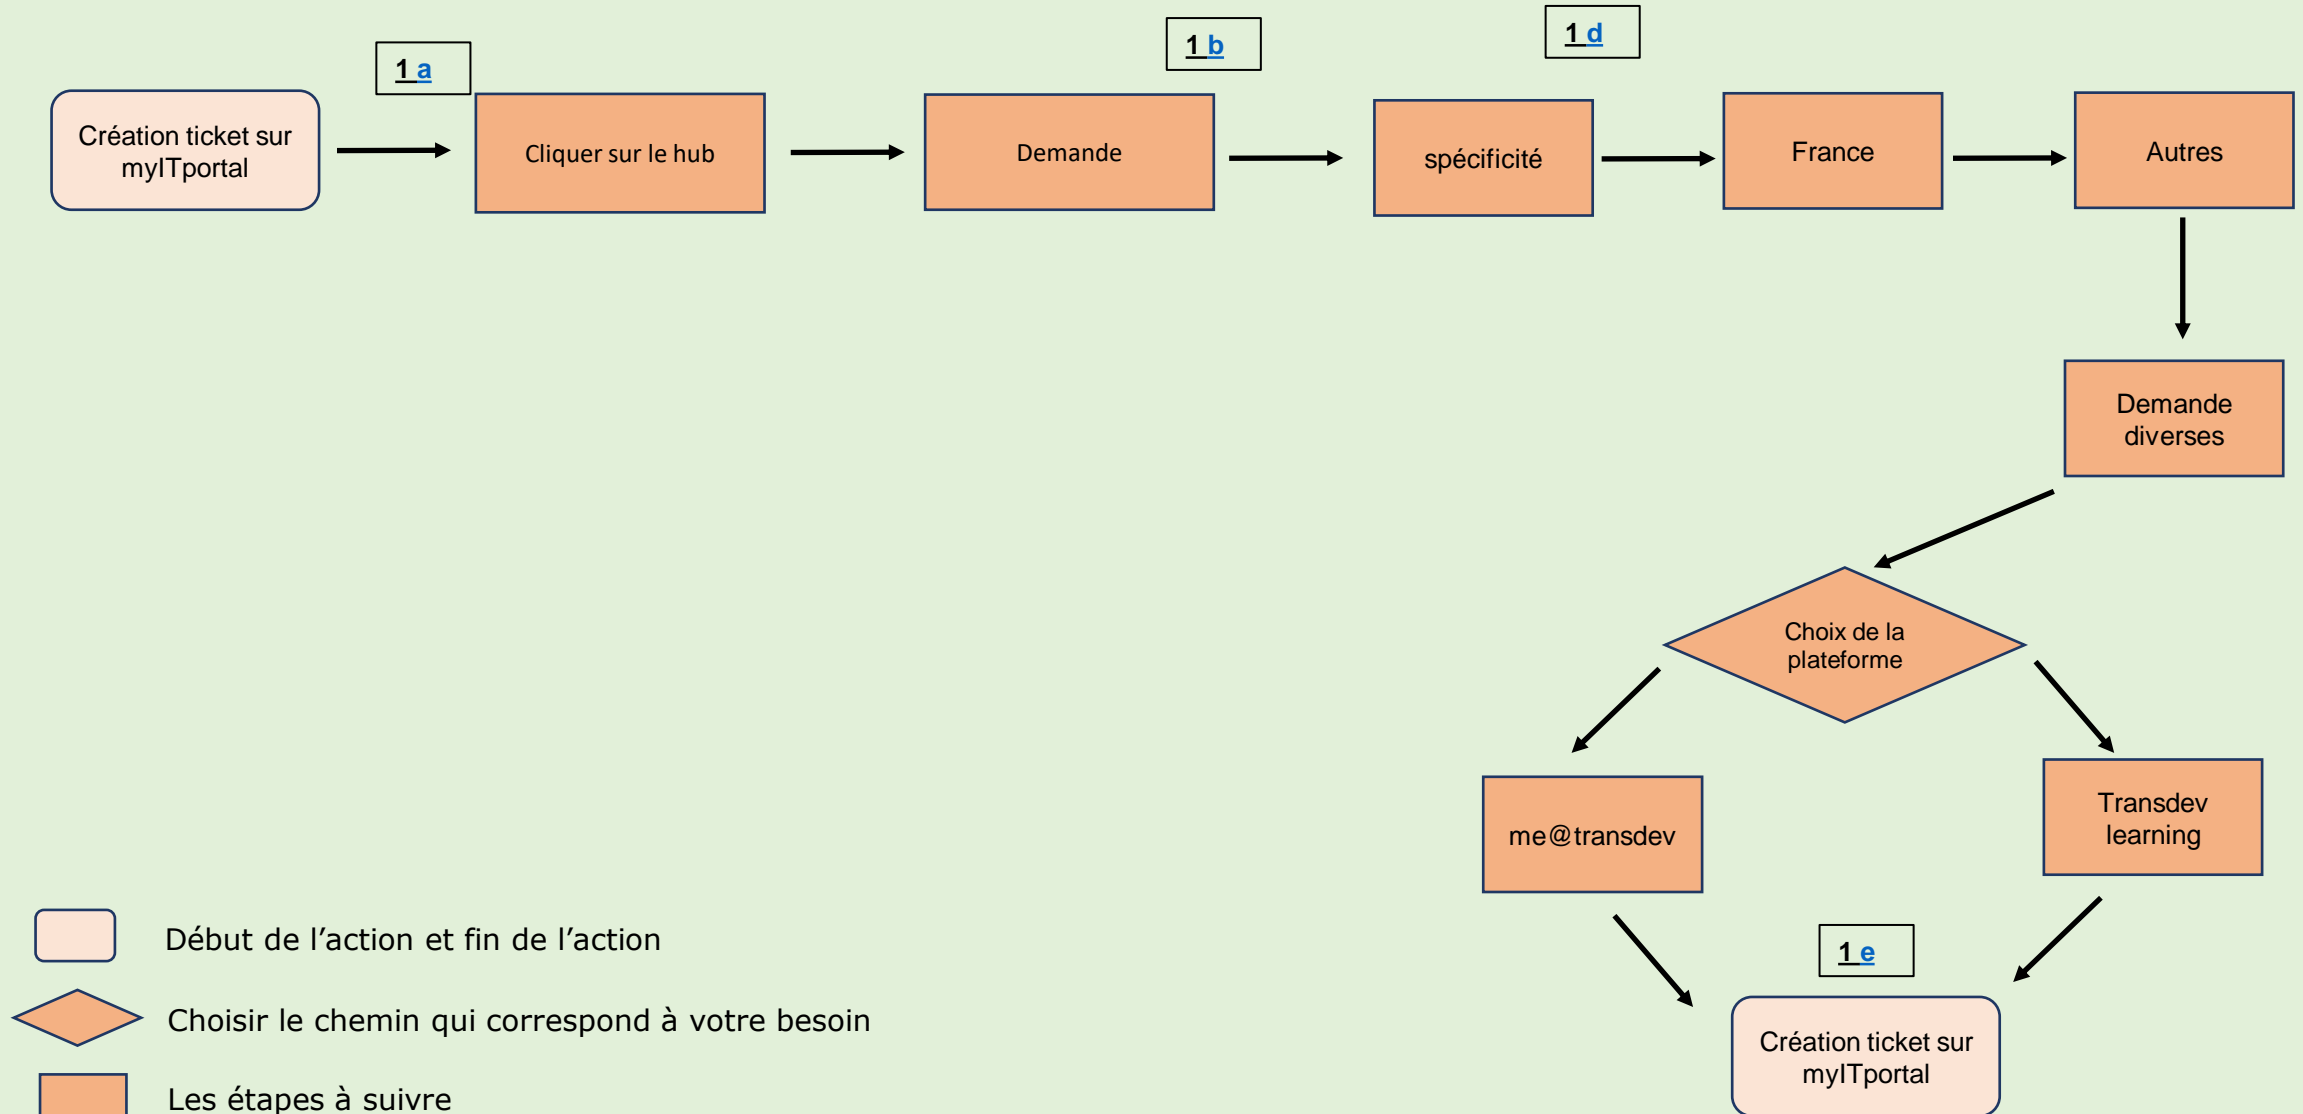 1 a
1 b
1 d
Création ticket sur
myITportal
Cliquer sur le hub
Demande
spécificité
France
Autres
Demande
diverses
Choix de la
plateforme
me@transdev
Transdev
learning
1 e
Création ticket sur
myITportal
Début de l’action et fin de l’action
Choisir le chemin qui correspond à votre besoin
Les étapes à suivre